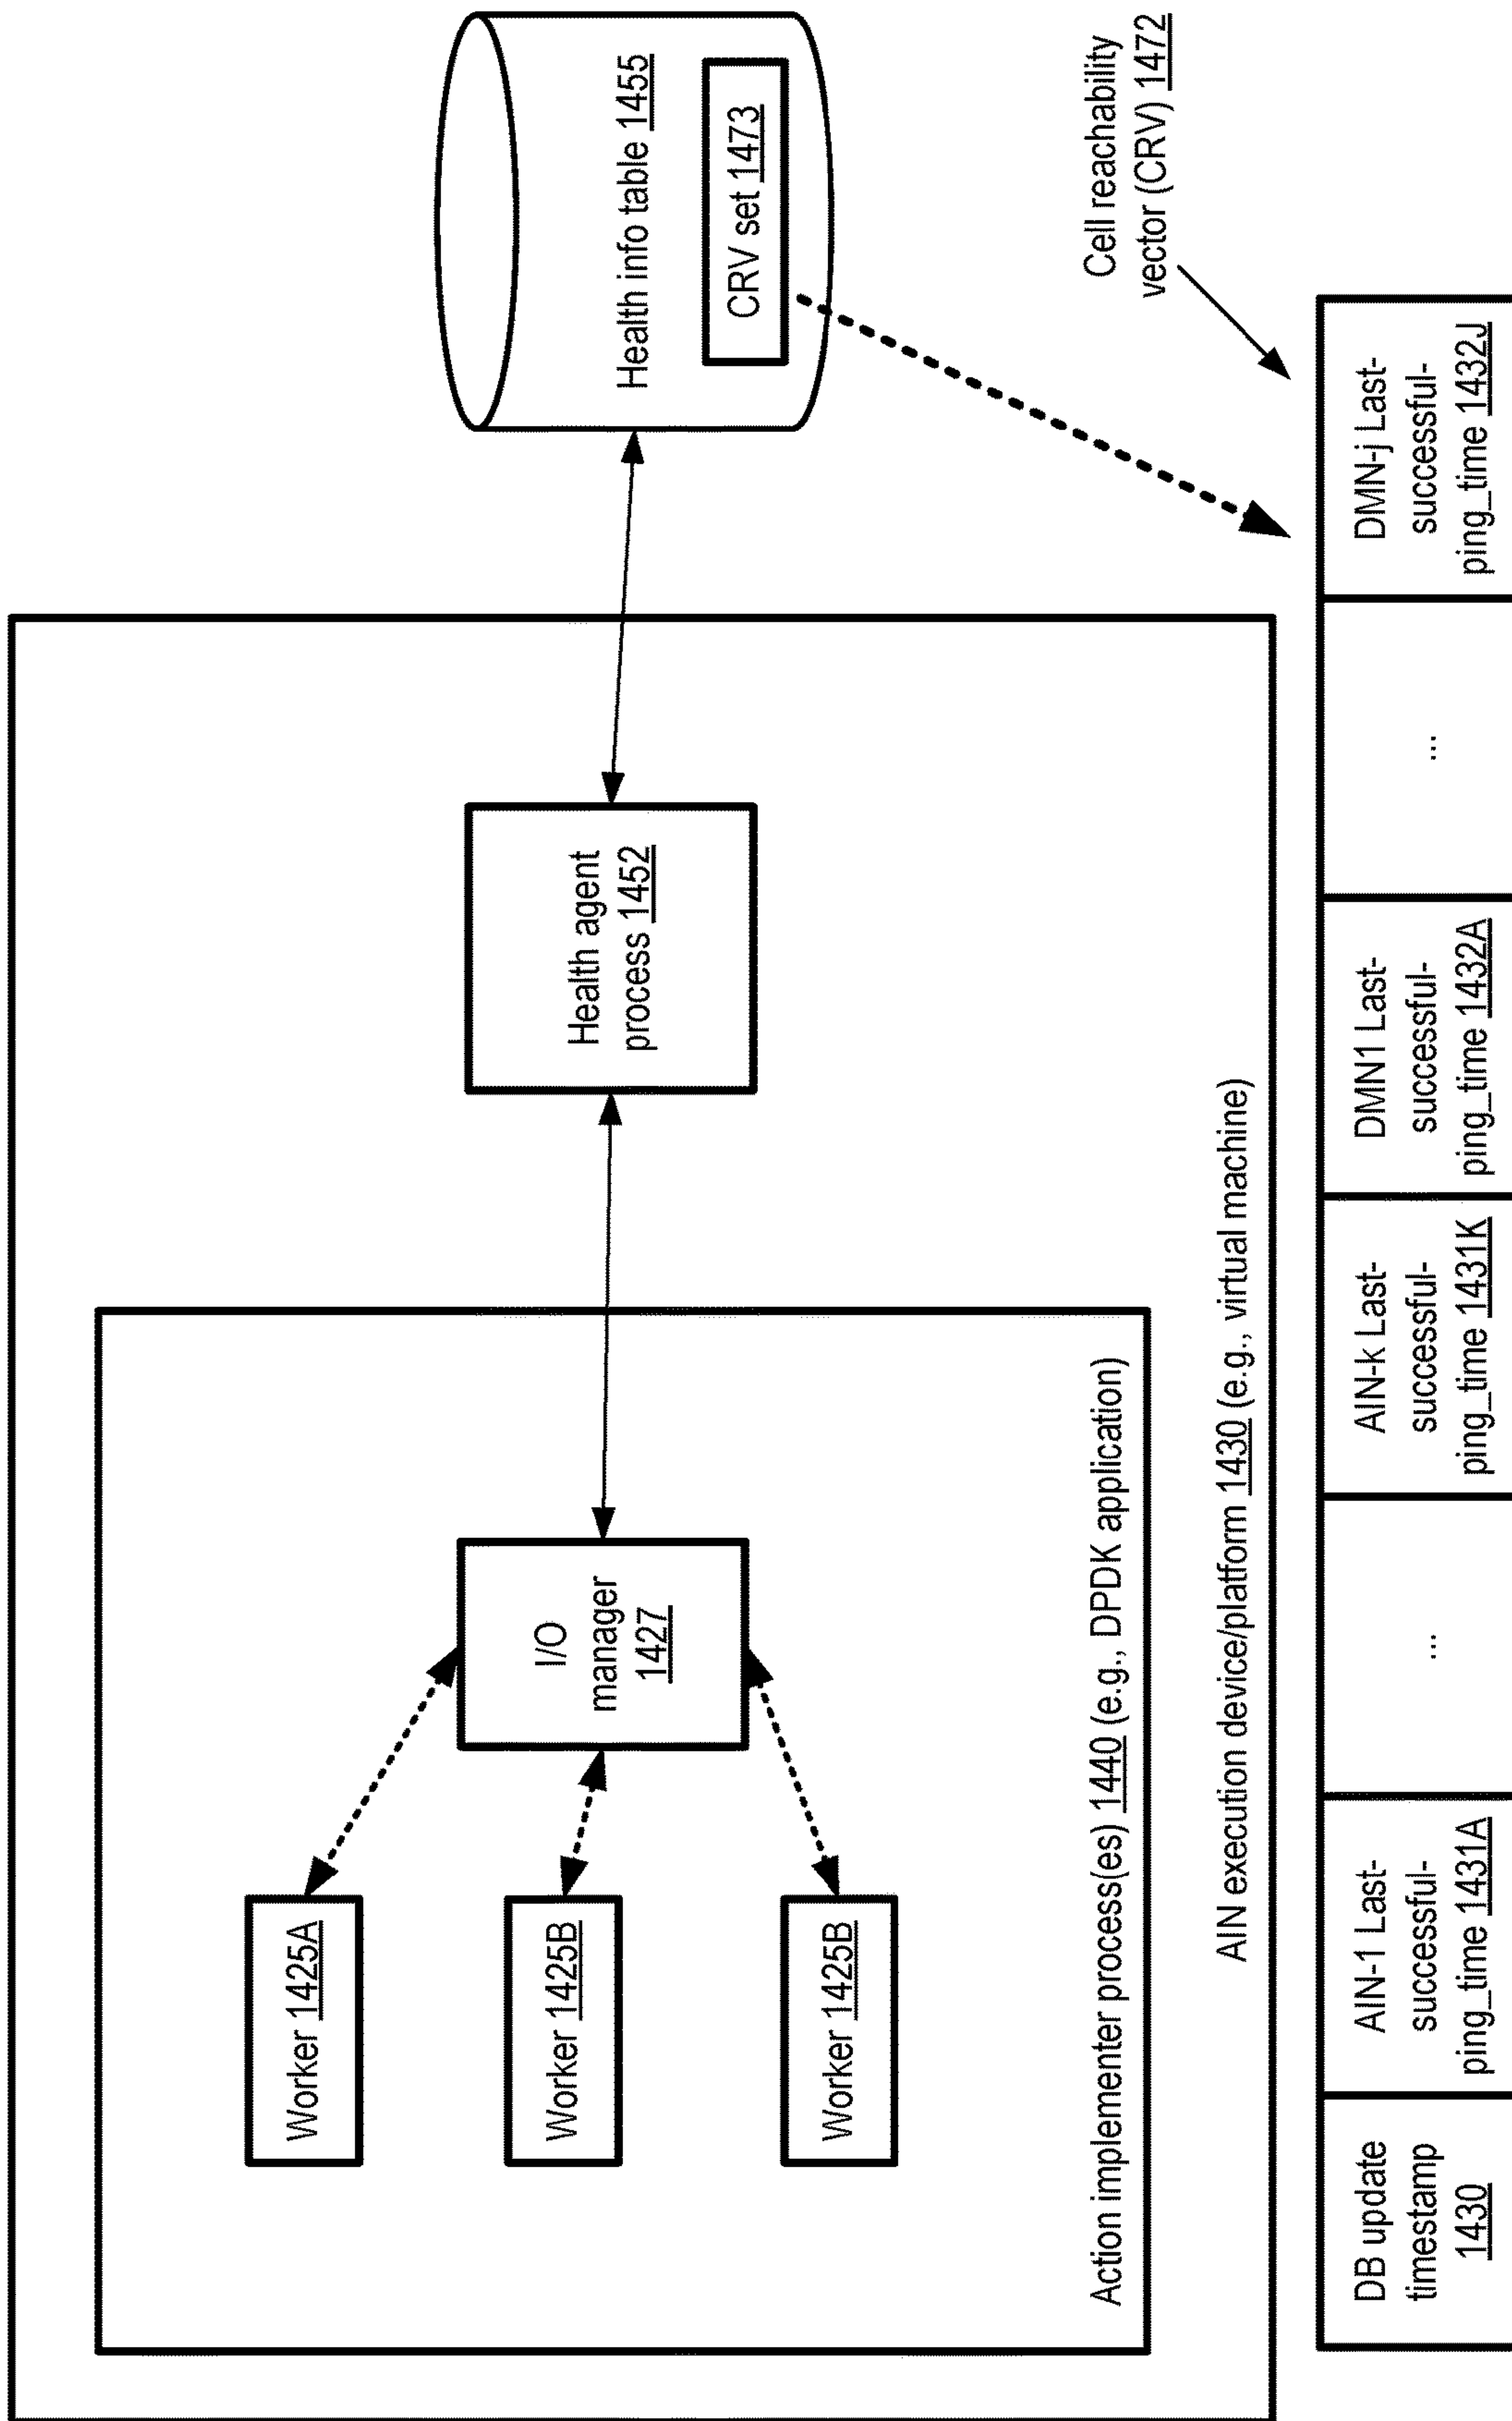 Worker 1425A
Worker 1425B
Worker 1425B
I/O
manager
1427
Action implementer process(es) 1440 (e.g., DPDK application)
Health agent
process 1452
AIN execution device/platform 1430 (e.g., virtual machine)
Health info table 1455
CRV set 1473
Cell reachability
vector (CRV) 1472
DB update
timestamp
1430
AIN-1 Last-
successful-
ping_time 1431A
...
AIN-k Last-
successful-
ping_time 1431K
DMN1 Last-
successful-
ping_time 1432A
...
DMN-j Last-
successful-
ping_time 1432J